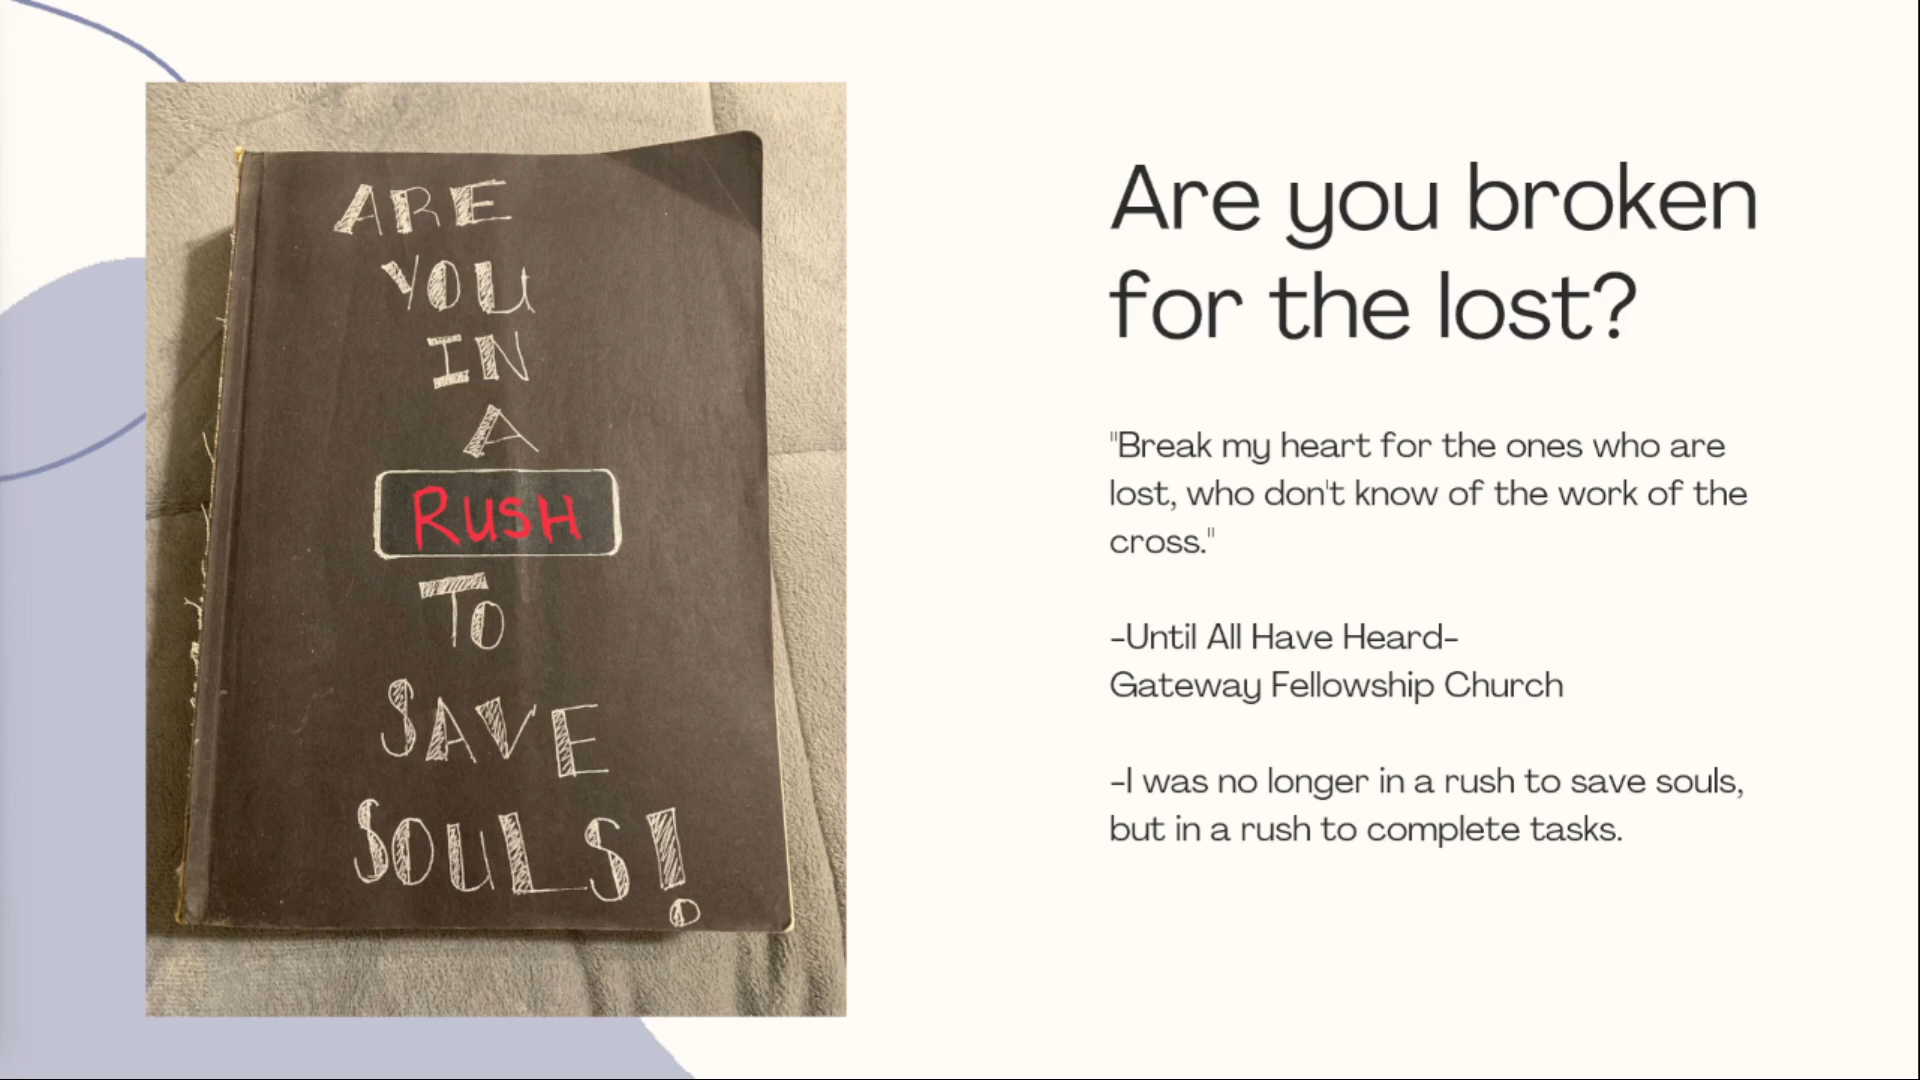 ARE
YOU
IN
A
RUSH
TO
SAVE
SOULS!
Are you broken
for the lost?
"Break my heart for the ones who are
lost, who don't know of the work of the
cross."
-Until All Have Heard-
Gateway Fellowship Church
-I was no longer in a rush to save souls,
but in a rush to complete tasks.